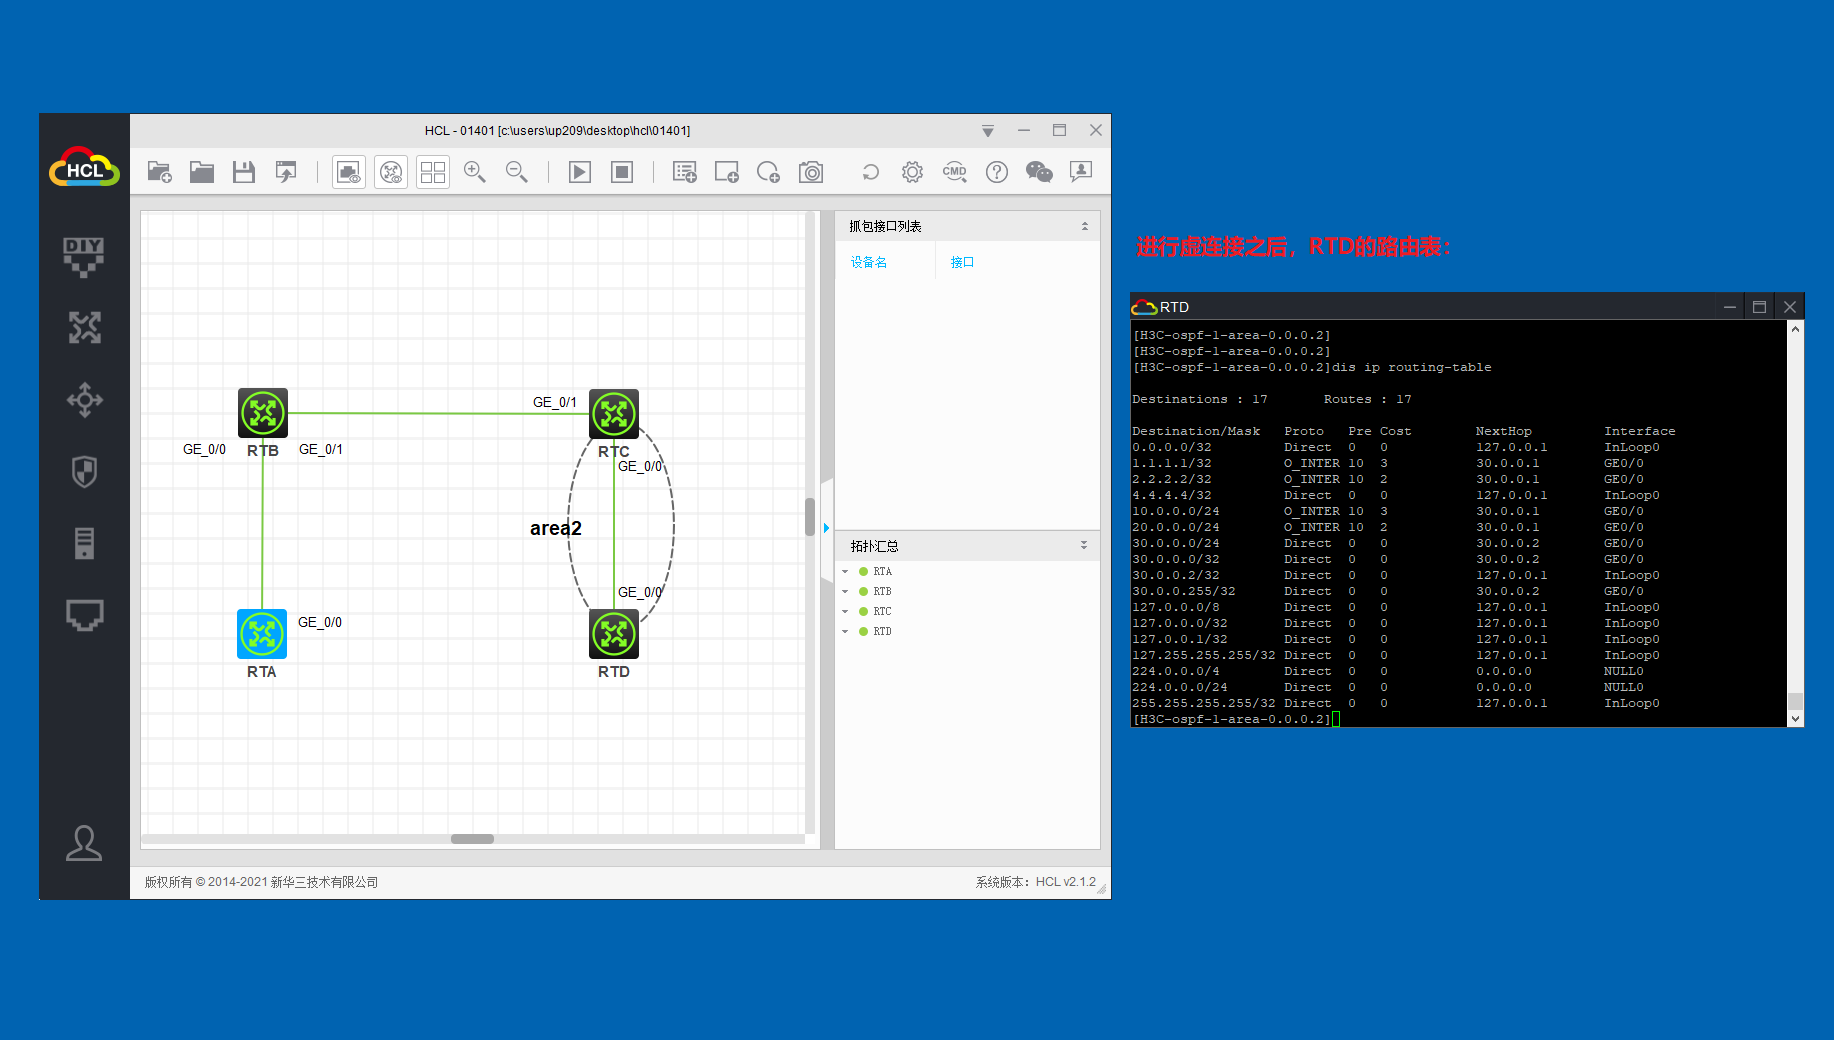 HCL - 01401 [c:\users\up209\desktop\hcl\01401]
HCL
CMD
DIY
抓包接口列表
设备名 接口
GE_0/1
GE_0/0 RTB GE_0/1
RTC
GE_0/0
area2
GE_0/0
GE_0/0
RTA
RTD
拓扑汇总
RTA
RTB
RTC
RTD
版权所有 © 2014-2021 新华三技术有限公司
系统版本：HCL v2.1.2
进行虚连接之后，RTD的路由表：
RTD
[H3C-ospf-1-area-0.0.0.2]
[H3C-ospf-1-area-0.0.0.2]
[H3C-ospf-1-area-0.0.0.2]dis ip routing-table
Destinations : 17 Routes : 17
Destination/Mask Proto Pre Cost NextHop Interface
0.0.0.0/32 Direct 0 0 127.0.0.1 InLoop0
1.1.1.1/32 O_INTER 10 3 30.0.0.1 GE0/0
2.2.2.2/32 O_INTER 10 2 30.0.0.1 GE0/0
4.4.4.4/32 Direct 0 0 127.0.0.1 InLoop0
10.0.0.0/24 O_INTER 10 3 30.0.0.1 GE0/0
20.0.0.0/24 O_INTER 10 2 30.0.0.1 GE0/0
30.0.0.0/24 Direct 0 0 30.0.0.2 GE0/0
30.0.0.0/32 Direct 0 0 30.0.0.2 GE0/0
30.0.0.2/32 Direct 0 0 127.0.0.1 InLoop0
30.0.0.255/32 Direct 0 0 30.0.0.2 GE0/0
127.0.0.0/8 Direct 0 0 127.0.0.1 InLoop0
127.0.0.0/32 Direct 0 0 127.0.0.1 InLoop0
127.0.0.1/32 Direct 0 0 127.0.0.1 InLoop0
127.255.255.255/32 Direct 0 0 127.0.0.1 InLoop0
224.0.0.0/4 Direct 0 0 0.0.0.0 NULL0
224.0.0.0/24 Direct 0 0 0.0.0.0 NULL0
255.255.255.255/32 Direct 0 0 127.0.0.1 InLoop0
[H3C-ospf-1-area-0.0.0.2]